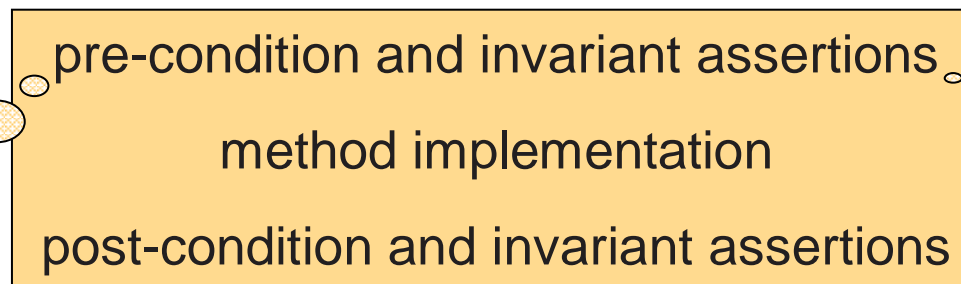 pre-condition and invariant assertions
method implementation
post-condition and invariant assertions